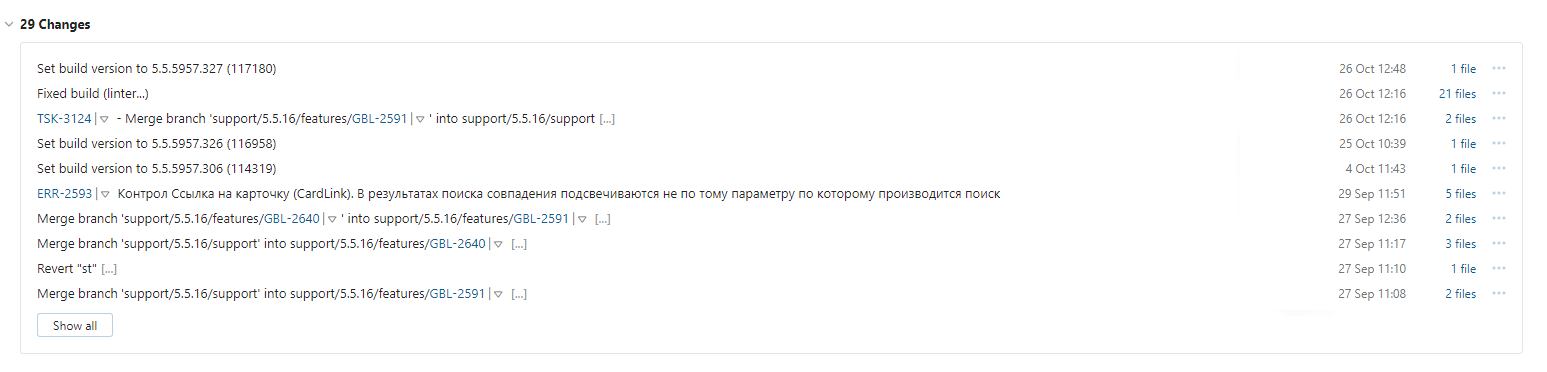 29 Changes
Set build version to 5.5.5957.327 (117180) 26 Oct 12:48 1 file ...
Fixed build (linter...) 26 Oct 12:16 21 files ...
TSK-3124 - Merge branch 'support/5.5.16/features/GBL-2591 ' into support/5.5.16/support [...] 26 Oct 12:16 2 files ...
Set build version to 5.5.5957.326 (116958) 25 Oct 10:39 1 file ...
Set build version to 5.5.5957.306 (114319) 4 Oct 11:43 1 file ...
ERR-2593 Контрол Ссылка на карточку (CardLink). В результатах поиска совпадения подсвечиваются не по тому параметру по которому производится поиск 29 Sep 11:51 5 files ...
Merge branch 'support/5.5.16/features/GBL-2640 ' into support/5.5.16/features/GBL-2591 [...] 27 Sep 12:36 2 files ...
Merge branch 'support/5.5.16/support' into support/5.5.16/features/GBL-2640 [...] 27 Sep 11:17 3 files ...
Revert "st" [...] 27 Sep 11:10 1 file ...
Merge branch 'support/5.5.16/support' into support/5.5.16/features/GBL-2591 [...] 27 Sep 11:08 2 files ...
Show all